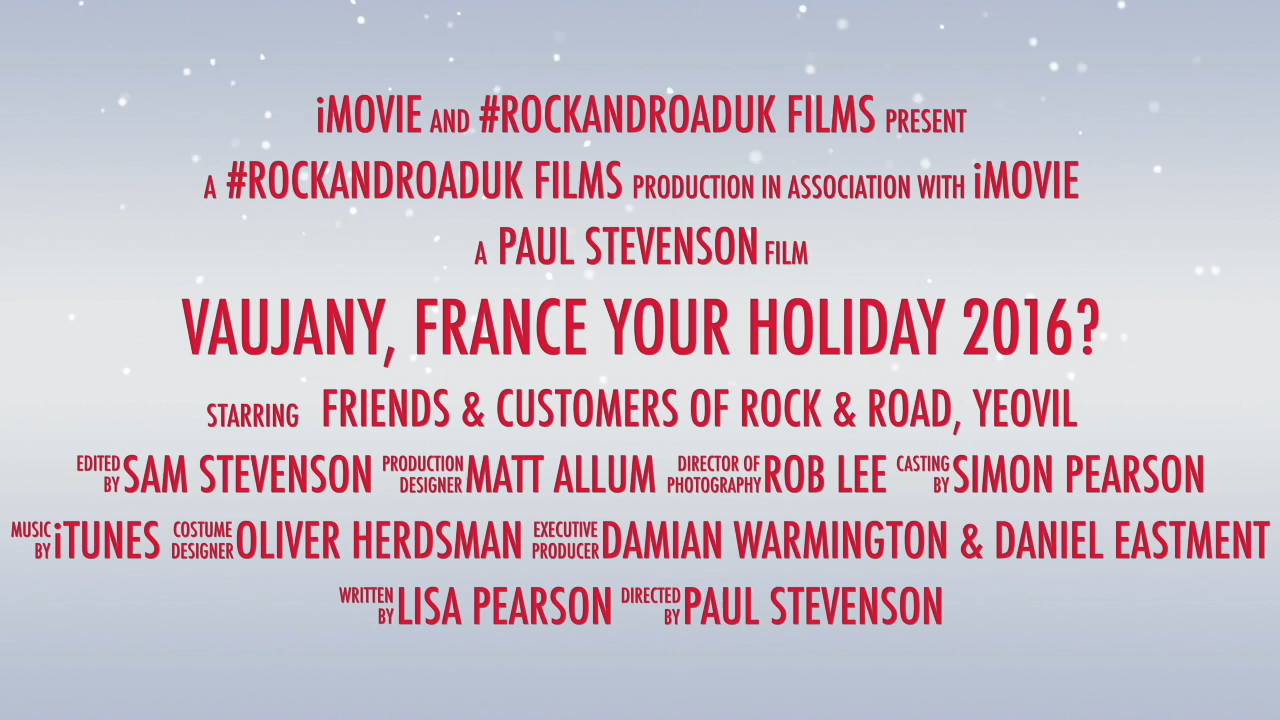 iMOVIE AND #ROCKANDROADUK FILMS PRESENT
A #ROCKANDROADUK FILMS PRODUCTION IN ASSOCIATION WITH iMOVIE
A PAUL STEVENSON FILM
VAUJANY, FRANCE YOUR HOLIDAY 2016?
STARRING FRIENDS & CUSTOMERS OF ROCK & ROAD, YEOVIL
EDITED BY SAM STEVENSON PRODUCTION DESIGNER MATT ALLUM DIRECTOR OF PHOTOGRAPHY ROB LEE CASTING BY SIMON PEARSON
MUSIC BY iTUNES COSTUME DESIGNER OLIVER HERDSMAN EXECUTIVE PRODUCER DAMIAN WARMINGTON & DANIEL EASTMENT
WRITTEN BY LISA PEARSON DIRECTED BY PAUL STEVENSON